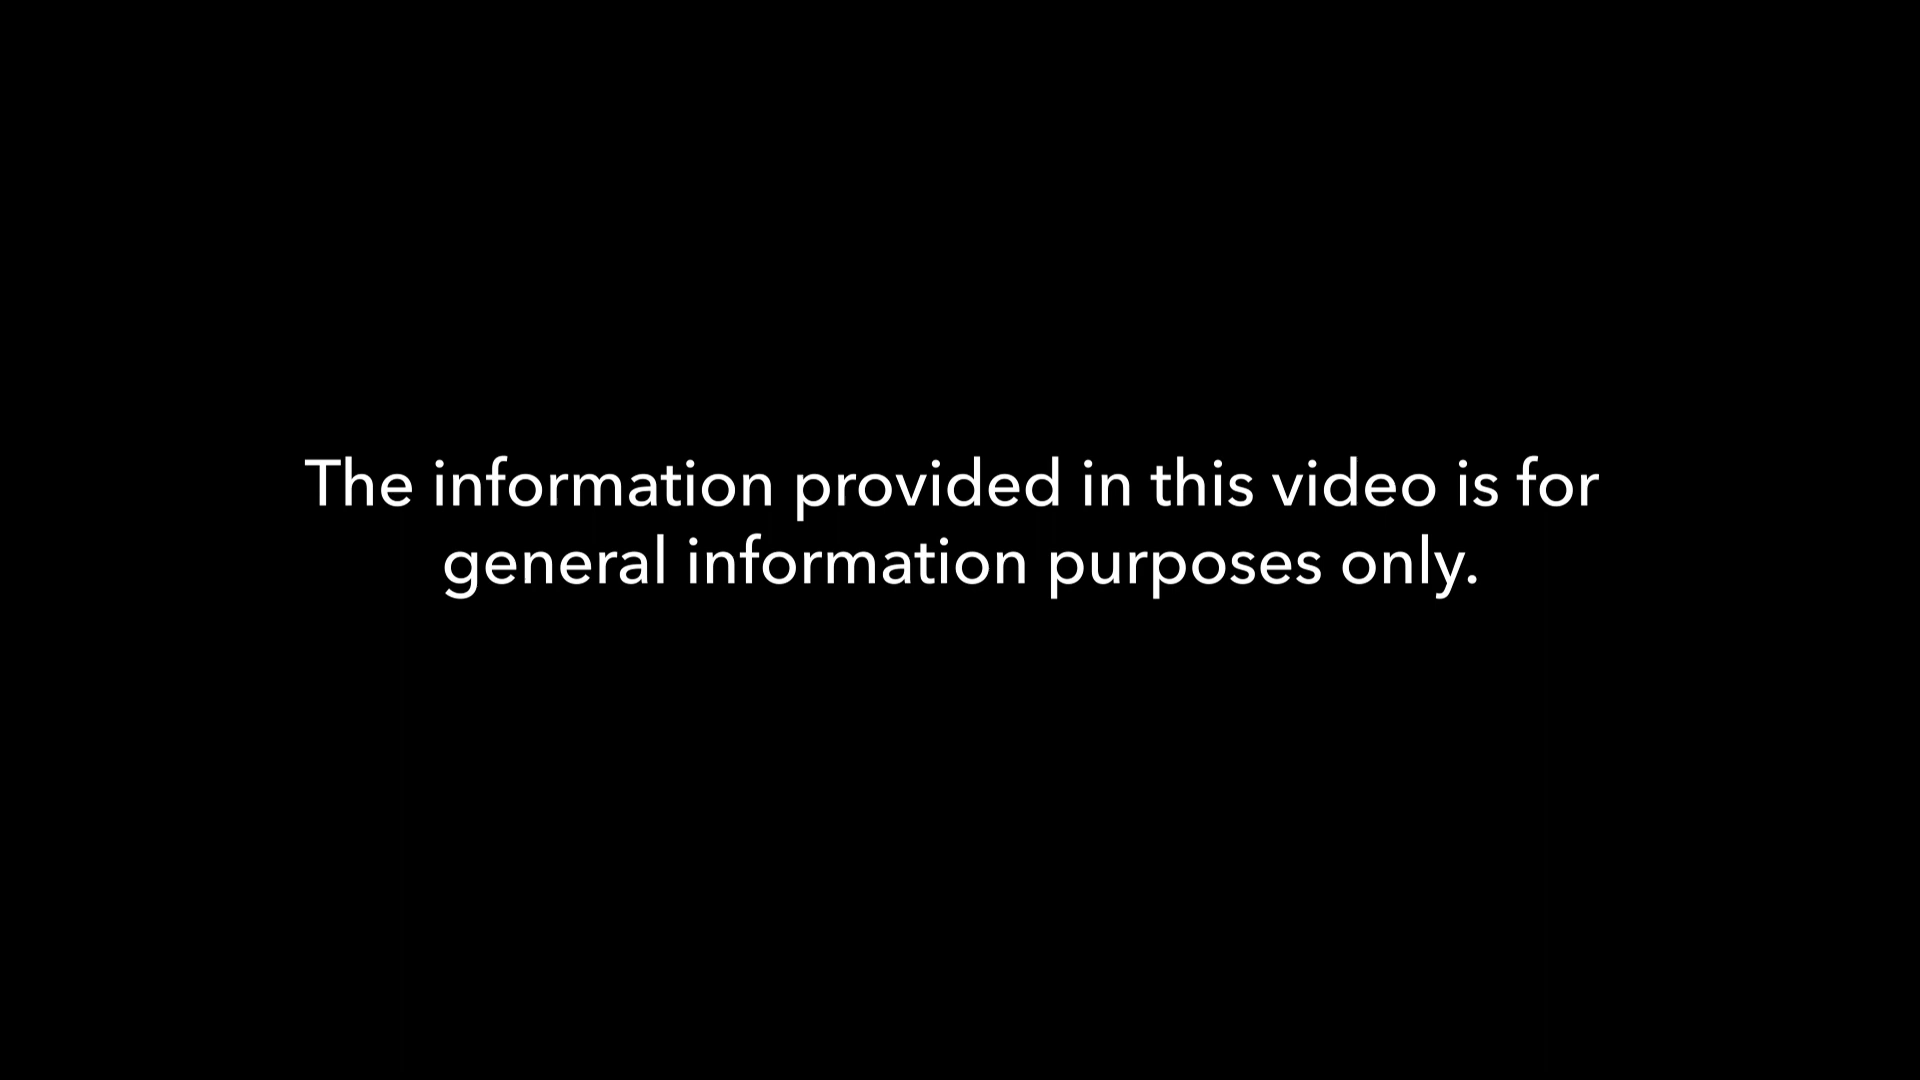 The information provided in this video is for
general information purposes only.